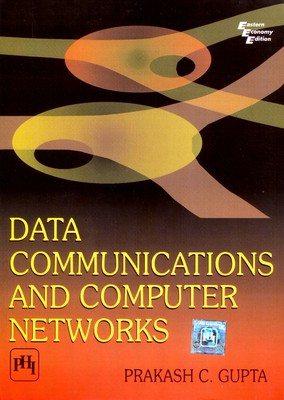 Eastern
Economy
Edition
DATA
COMMUNICATIONS
AND COMPUTER
NETWORKS
PHI
PRAKASH C. GUPTA